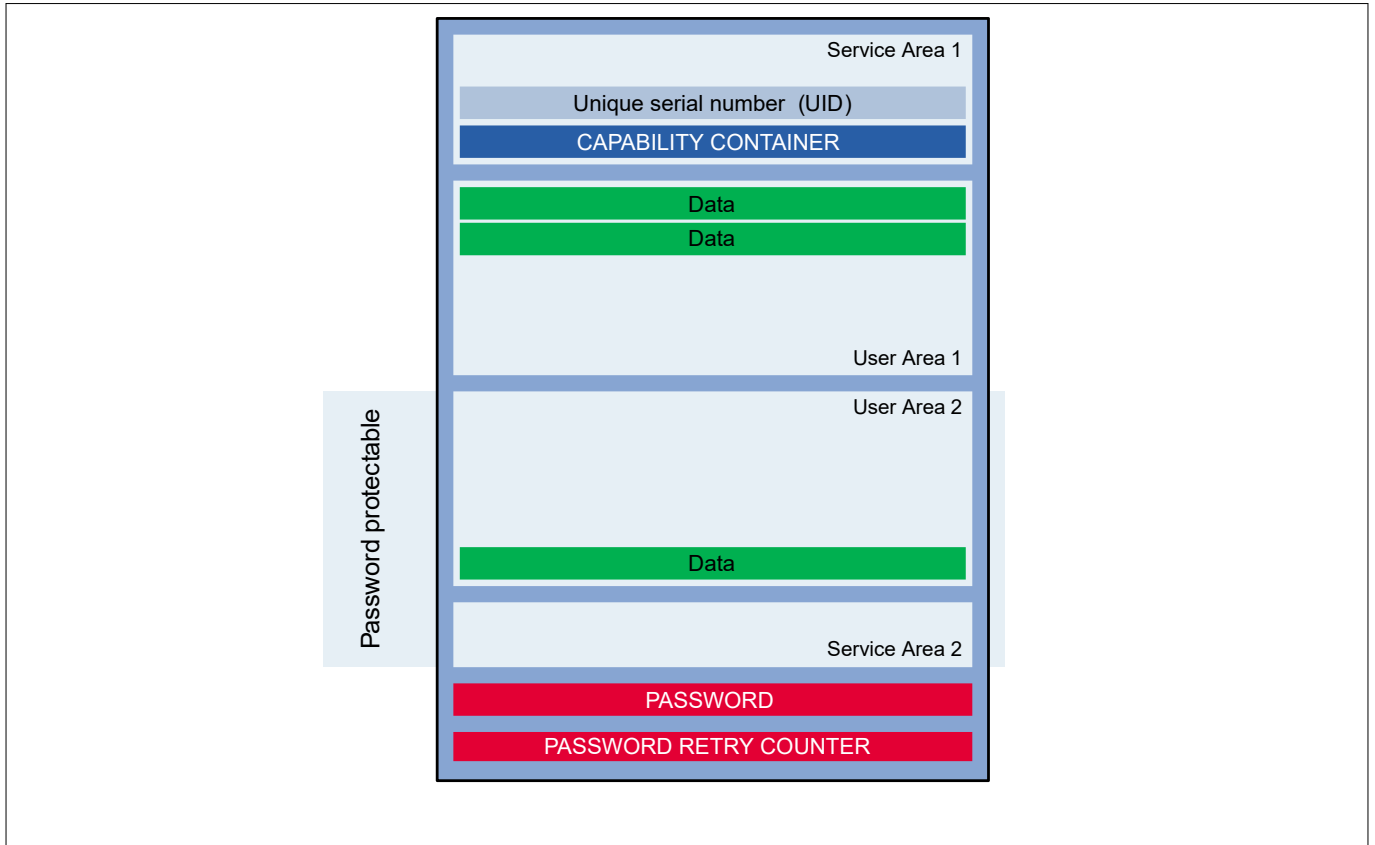 Service Area 1
Unique serial number (UID)
CAPABILITY CONTAINER
Data
Data
User Area 1
User Area 2
Password protectable
Data
Service Area 2
PASSWORD
PASSWORD RETRY COUNTER